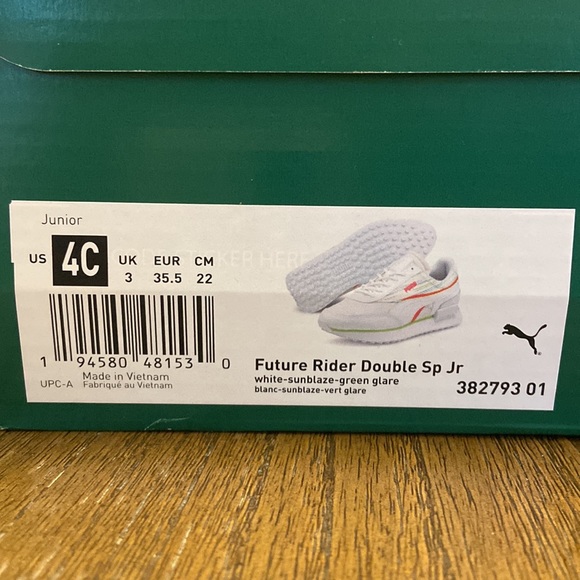 Junior
US 4C UK EUR CM
3 35.5 22
1 94580 48153 0
UPC-A Made in Vietnam
Fabriqué au Vietnam
Future Rider Double Sp Jr
white-sunblaze-green glare
blanc-sunblaze-vert glare
382793 01